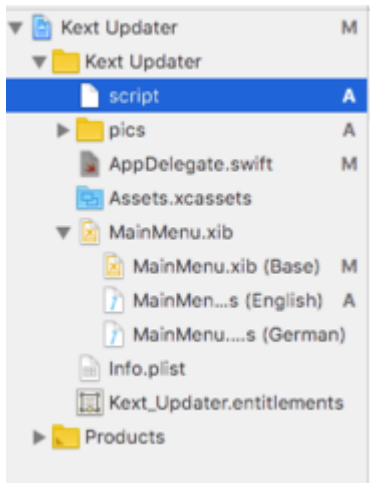 Kext Updater M
Kext Updater
script A
pics A
AppDelegate.swift M
Assets.xcassets
MainMenu.xib
MainMenu.xib (Base) M
MainMen...s (English) A
MainMenu....s (German)
Info.plist
Kext_Updater.entitlements
Products